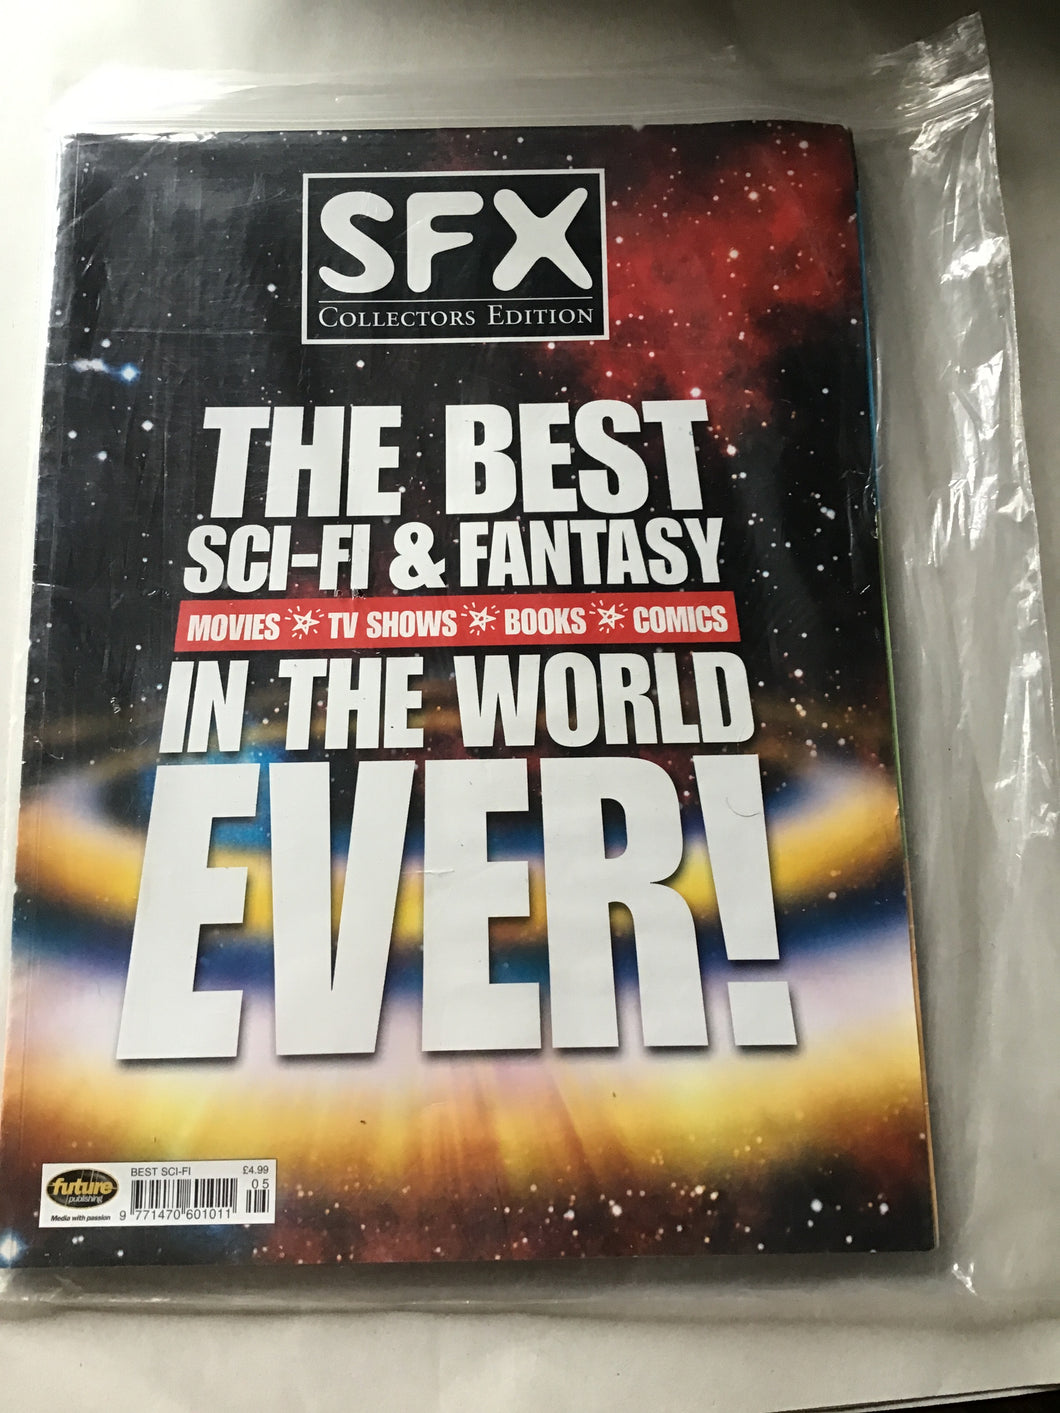 SFX
COLLECTORS EDITION
THE BEST
SCI-FI & FANTASY
MOVIES TV SHOWS BOOKS COMICS
IN THE WORLD
EVER!
future
publishing
Media with passion
BEST SCI-FI £4.99
05
9 771470 601011